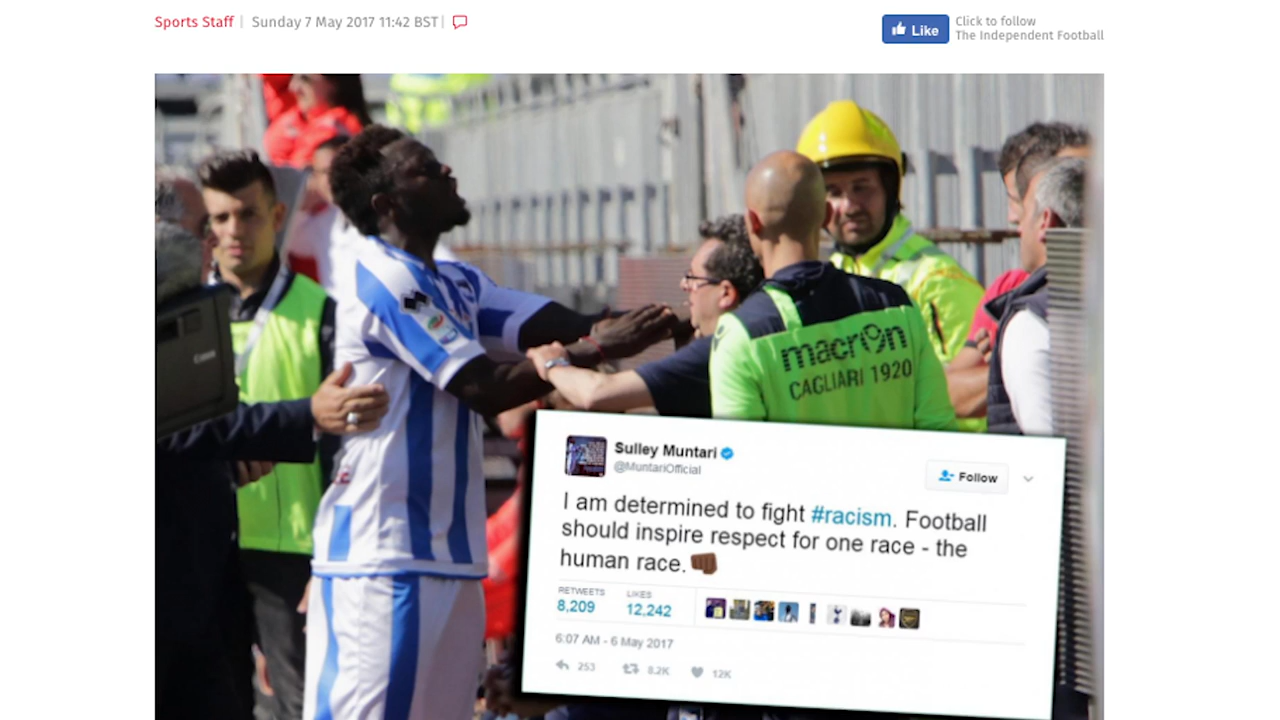 Sports Staff | Sunday 7 May 2017 11:42 BST |
Like
Click to follow
The Independent Football
Canon
macron
CAGLIARI 1920
Sulley Muntari
@MuntariOfficial
Follow
I am determined to fight #racism. Football
should inspire respect for one race - the
human race.
RETWEETS LIKES
8,209 12,242
6:07 AM - 6 May 2017
253 8.2K 12K